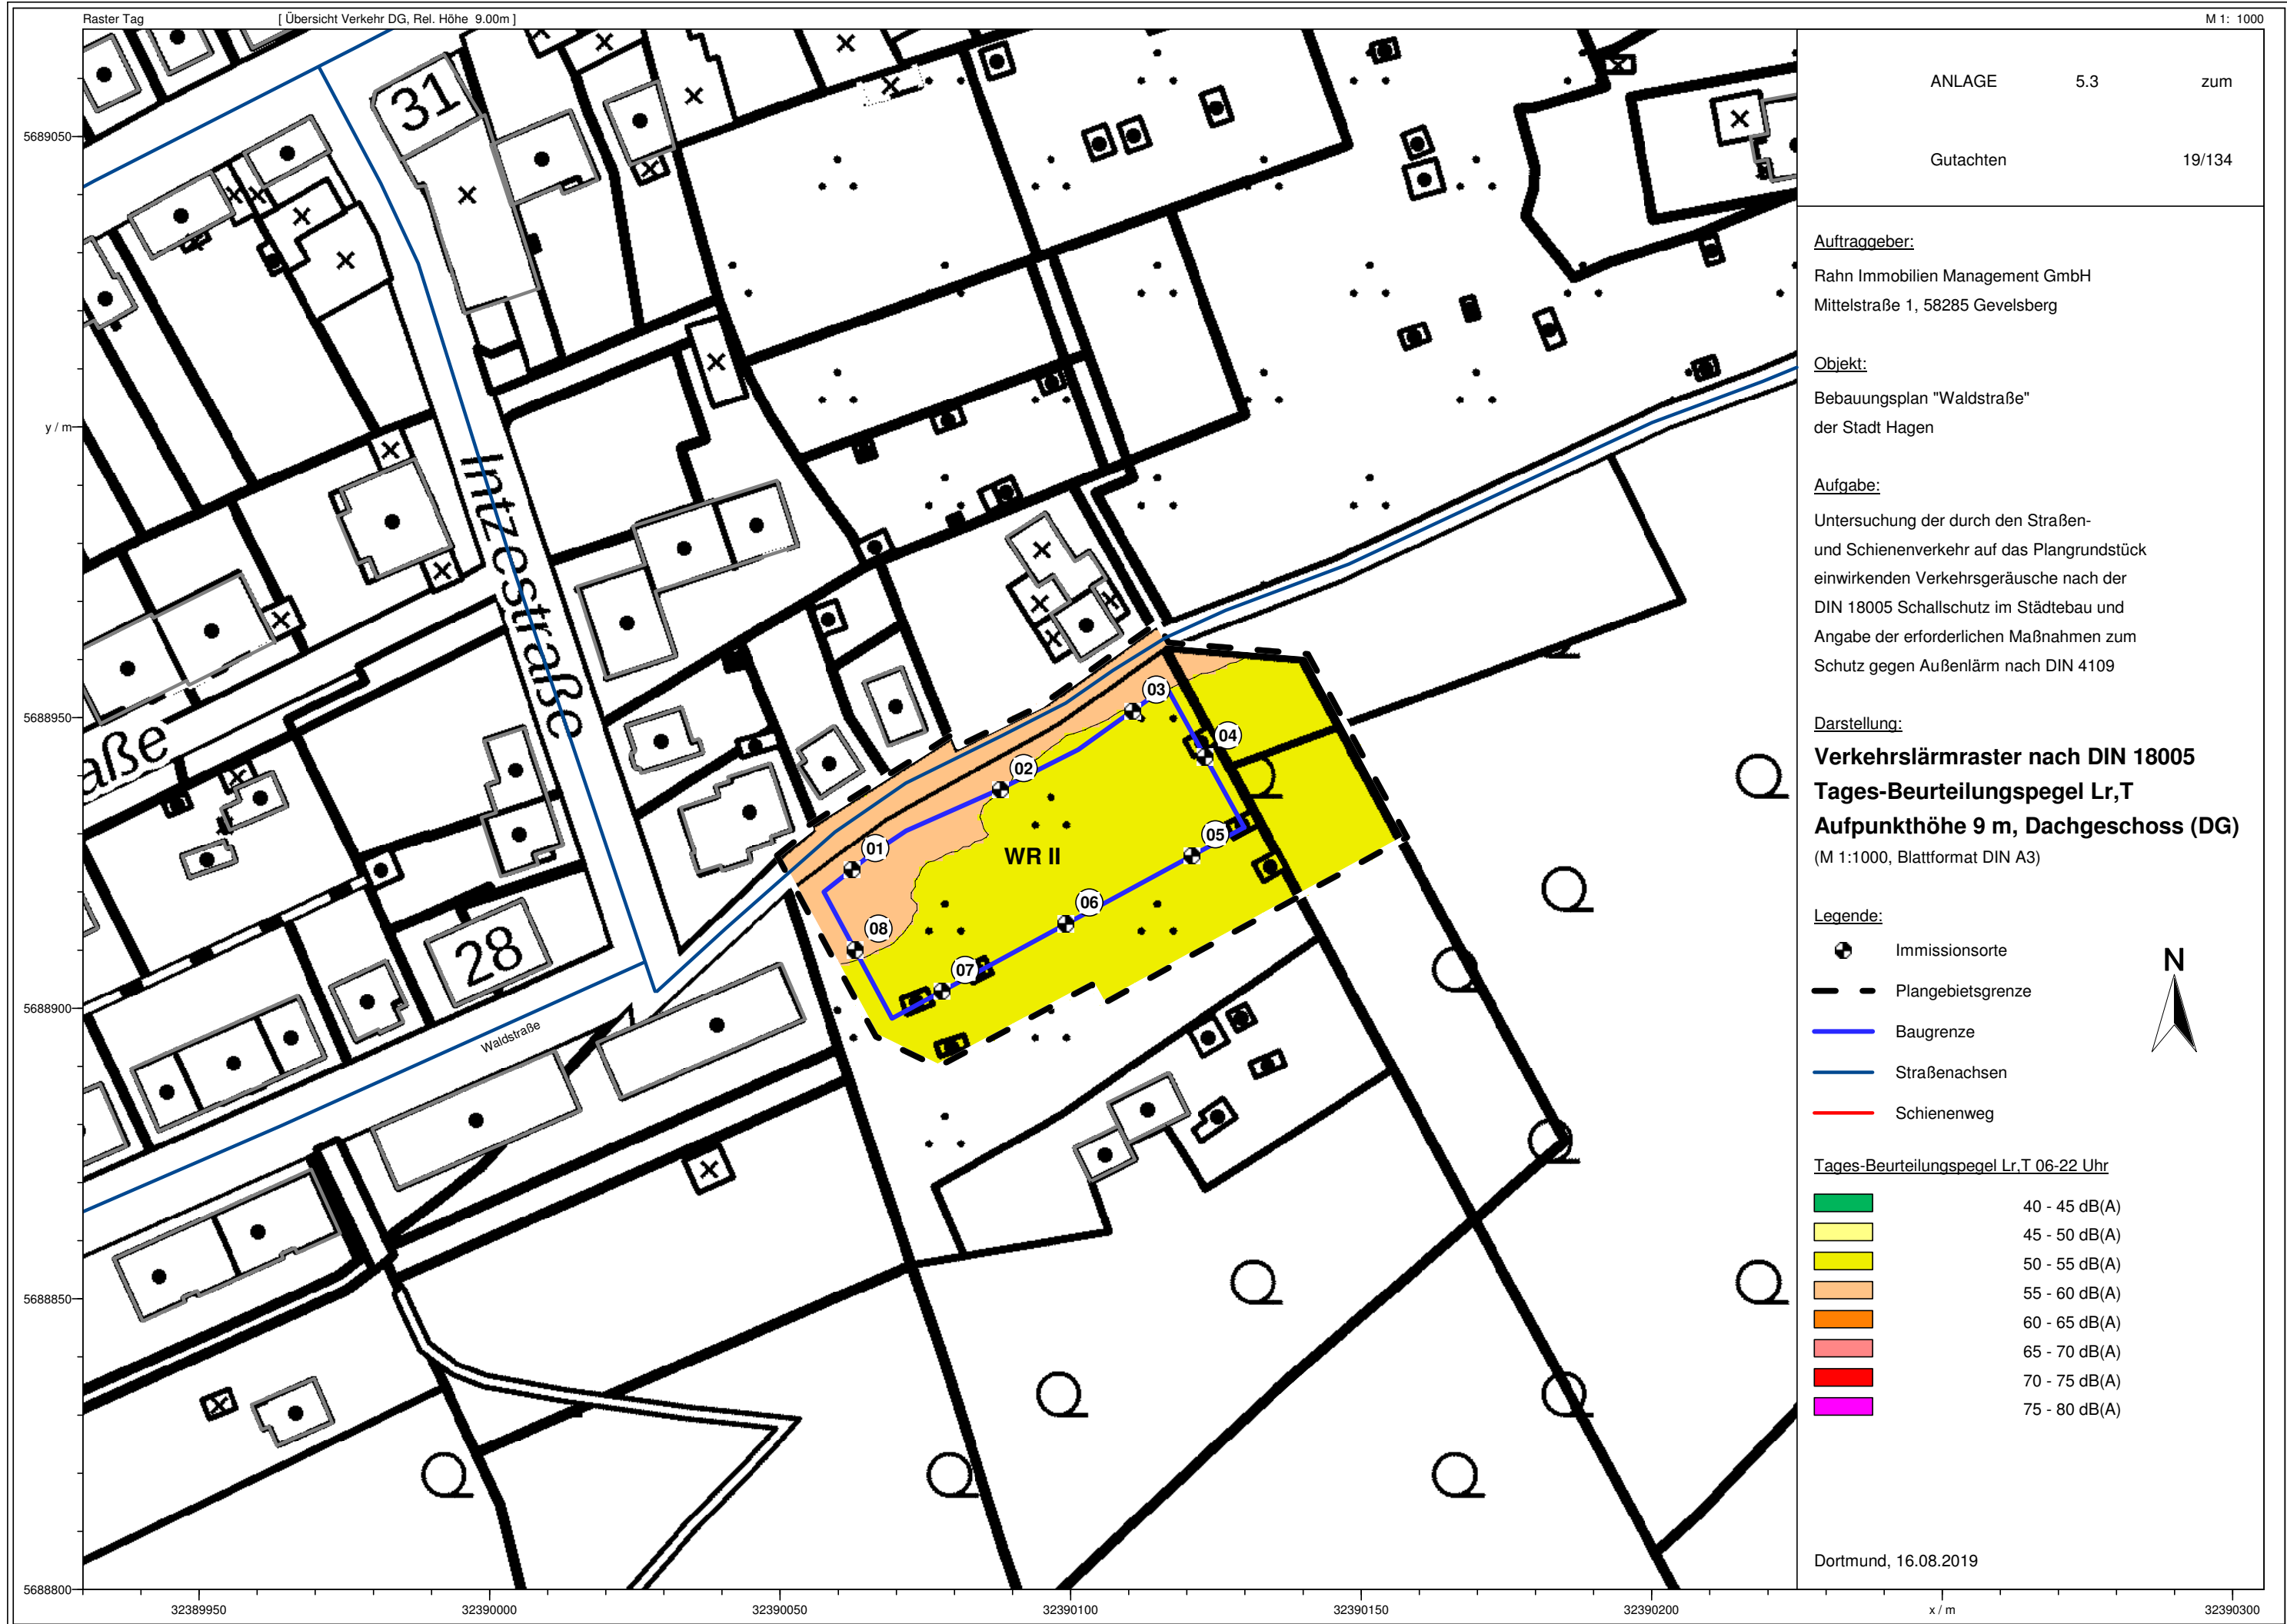 Raster Tag [ Übersicht Verkehr DG, Rel. Höhe 9.00m ] M 1: 1000
ANLAGE 5.3 zum
Gutachten 19/134
Auftraggeber:
Rahn Immobilien Management GmbH
Mittelstraße 1, 58285 Gevelsberg
Objekt:
Bebauungsplan "Waldstraße"
der Stadt Hagen
Aufgabe:
Untersuchung der durch den Straßen-
und Schienenverkehr auf das Plangrundstück
einwirkenden Verkehrsgeräusche nach der
DIN 18005 Schallschutz im Städtebau und
Angabe der erforderlichen Maßnahmen zum
Schutz gegen Außenlärm nach DIN 4109
Darstellung:
Verkehrslärmraster nach DIN 18005
Tages-Beurteilungspegel Lr,T
Aufpunkthöhe 9 m, Dachgeschoss (DG)
(M 1:1000, Blattformat DIN A3)
Legende:
Immissionsorte
Plangebietsgrenze
Baugrenze
Straßenachsen
Schienenweg
N
Tages-Beurteilungspegel Lr,T 06-22 Uhr
40 - 45 dB(A)
45 - 50 dB(A)
50 - 55 dB(A)
55 - 60 dB(A)
60 - 65 dB(A)
65 - 70 dB(A)
70 - 75 dB(A)
75 - 80 dB(A)
Dortmund, 16.08.2019
31
Intzestraße
aße
28
Waldstraße
WR II
01
02
03
04
05
06
07
08
5689050
y / m
5688950
5688900
5688850
5688800
32389950
32390000
32390050
32390100
32390150
32390200
x / m
32390300